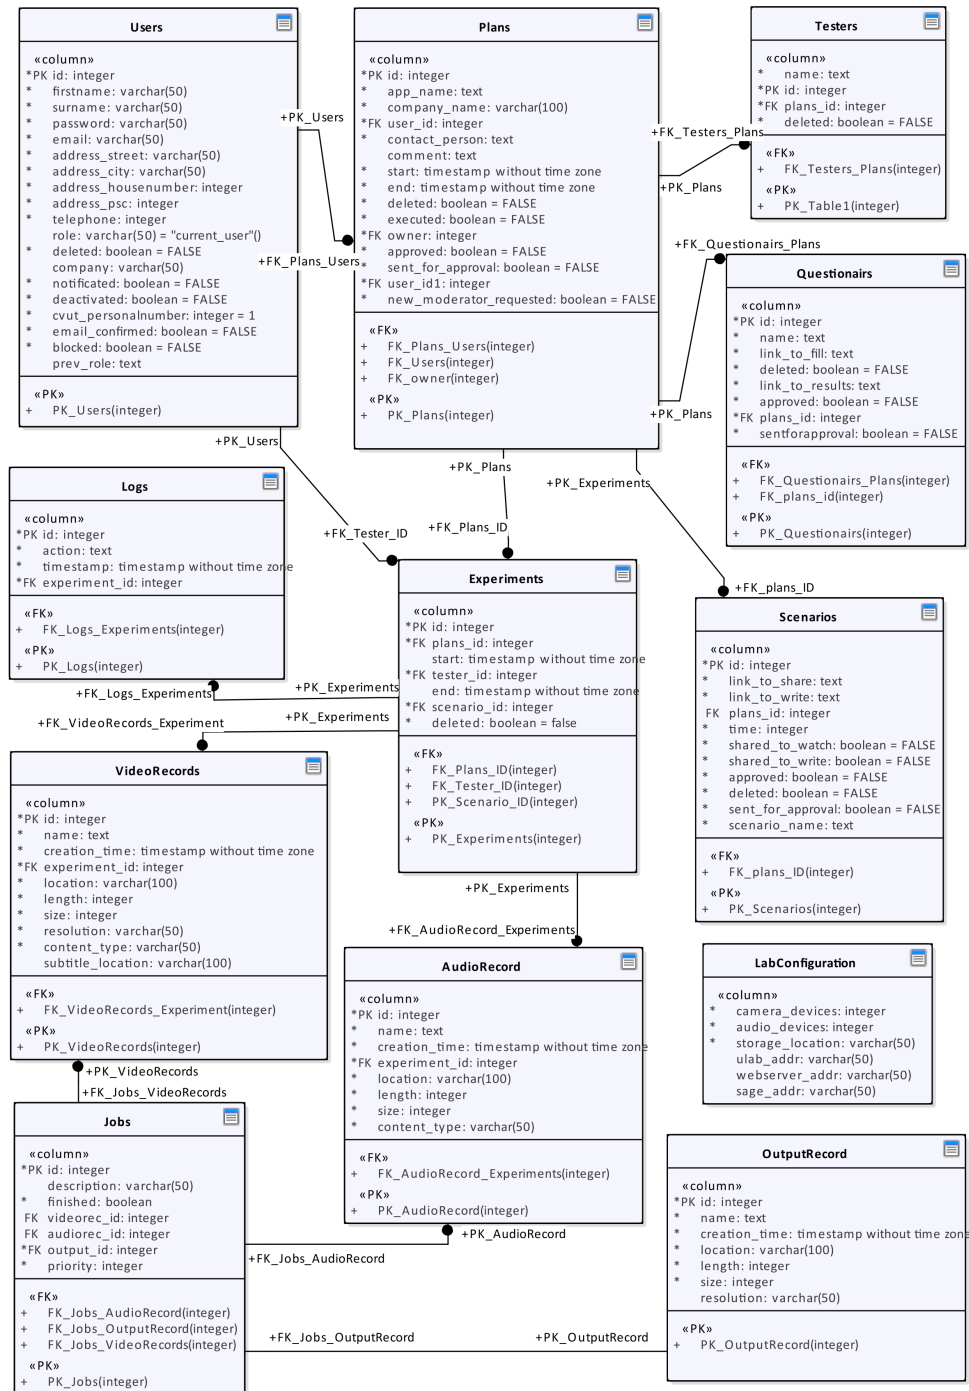 Users
«column»
*PK id: integer
* firstname: varchar(50)
* surname: varchar(50)
* password: varchar(50)
* email: varchar(50)
* address_street: varchar(50)
* address_city: varchar(50)
* address_housenumber: integer
* address_psc: integer
* telephone: integer
role: varchar(50) = "current_user"()
* deleted: boolean = FALSE
company: varchar(50)
* notificated: boolean = FALSE
* deactivated: boolean = FALSE
* cvut_personalnumber: integer = 1
* email_confirmed: boolean = FALSE
* blocked: boolean = FALSE
prev_role: text
«PK»
+ PK_Users(integer)
+PK_Users
+FK_Plans_Users
Plans
«column»
*PK id: integer
* app_name: text
* company_name: varchar(100)
*FK user_id: integer
* contact_person: text
comment: text
* start: timestamp without time zone
* end: timestamp without time zone
* deleted: boolean = FALSE
* executed: boolean = FALSE
*FK owner: integer
* approved: boolean = FALSE
* sent_for_approval: boolean = FALSE
*FK user_id1: integer
* new_moderator_requested: boolean = FALSE
«FK»
+ FK_Plans_Users(integer)
+ FK_Users(integer)
+ FK_owner(integer)
«PK»
+ PK_Plans(integer)
+FK_Testers_Plans
+PK_Plans
Testers
«column»
* name: text
*PK id: integer
*FK plans_id: integer
* deleted: boolean = FALSE
«FK»
+ FK_Testers_Plans(integer)
«PK»
+ PK_Table1(integer)
+FK_Questionairs_Plans
+PK_Plans
Questionairs
«column»
*PK id: integer
* name: text
* link_to_fill: text
* deleted: boolean = FALSE
* link_to_results: text
* approved: boolean = FALSE
*FK plans_id: integer
* sentforapproval: boolean = FALSE
«FK»
+ FK_Questionairs_Plans(integer)
+ FK_plans_id(integer)
«PK»
+ PK_Questionairs(integer)
+PK_Users
+FK_Tester_ID
+PK_Plans
+FK_Plans_ID
+PK_Experiments
+FK_plans_ID
Logs
«column»
*PK id: integer
* action: text
* timestamp: timestamp without time zone
*FK experiment_id: integer
«FK»
+ FK_Logs_Experiments(integer)
«PK»
+ PK_Logs(integer)
+FK_Logs_Experiments
+PK_Experiments
+FK_VideoRecords_Experiment
+PK_Experiments
Experiments
«column»
*PK id: integer
*FK plans_id: integer
start: timestamp without time zone
*FK tester_id: integer
end: timestamp without time zone
*FK scenario_id: integer
* deleted: boolean = false
«FK»
+ FK_Plans_ID(integer)
+ FK_Tester_ID(integer)
+ PK_Scenario_ID(integer)
«PK»
+ PK_Experiments(integer)
+PK_Experiments
+FK_AudioRecord_Experiments
Scenarios
«column»
*PK id: integer
* link_to_share: text
* link_to_write: text
FK plans_id: integer
* time: integer
* shared_to_watch: boolean = FALSE
* shared_to_write: boolean = FALSE
* approved: boolean = FALSE
* deleted: boolean = FALSE
* sent_for_approval: boolean = FALSE
* scenario_name: text
«FK»
+ FK_plans_ID(integer)
«PK»
+ PK_Scenarios(integer)
VideoRecords
«column»
*PK id: integer
* name: text
* creation_time: timestamp without time zone
*FK experiment_id: integer
* location: varchar(100)
* length: integer
* size: integer
* resolution: varchar(50)
* content_type: varchar(50)
subtitle_location: varchar(100)
«FK»
+ FK_VideoRecords_Experiment(integer)
«PK»
+ PK_VideoRecords(integer)
+PK_VideoRecords
+FK_Jobs_VideoRecords
AudioRecord
«column»
*PK id: integer
* name: text
* creation_time: timestamp without time zone
*FK experiment_id: integer
* location: varchar(100)
* length: integer
* size: integer
* content_type: varchar(50)
«FK»
+ FK_AudioRecord_Experiments(integer)
«PK»
+ PK_AudioRecord(integer)
+PK_AudioRecord
+FK_Jobs_AudioRecord
LabConfiguration
«column»
* camera_devices: integer
* audio_devices: integer
* storage_location: varchar(50)
ulab_addr: varchar(50)
webserver_addr: varchar(50)
sage_addr: varchar(50)
Jobs
«column»
*PK id: integer
description: varchar(50)
* finished: boolean
FK videorec_id: integer
FK audiorec_id: integer
*FK output_id: integer
* priority: integer
«FK»
+ FK_Jobs_AudioRecord(integer)
+ FK_Jobs_OutputRecord(integer)
+ FK_Jobs_VideoRecords(integer)
«PK»
+ PK_Jobs(integer)
+FK_Jobs_OutputRecord
+PK_OutputRecord
OutputRecord
«column»
*PK id: integer
* name: text
* creation_time: timestamp without time zone
* location: varchar(100)
* length: integer
* size: integer
resolution: varchar(50)
«PK»
+ PK_OutputRecord(integer)